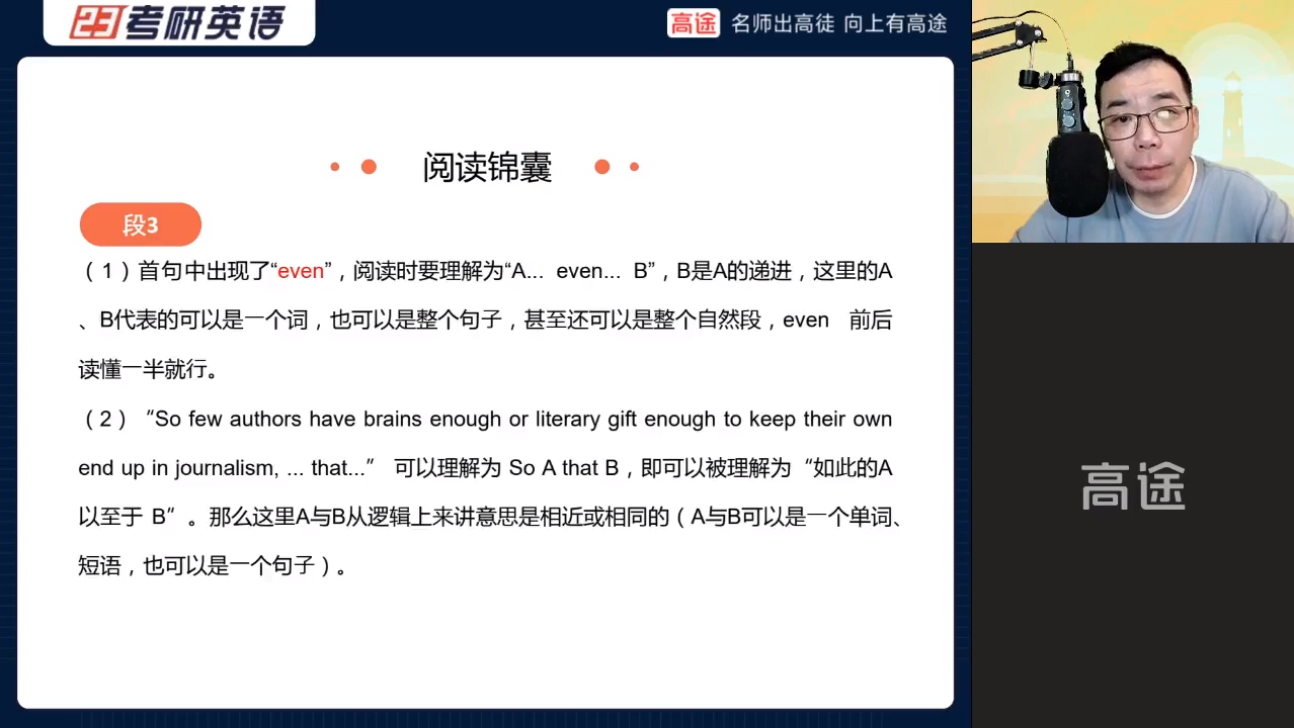 23考研英语
高途 名师出高徒 向上有高途
阅读锦囊
段3
（1）首句中出现了“even”，阅读时要理解为“A... even... B”，B是A的递进，这里的A
、B代表的可以是一个词，也可以是整个句子，甚至还可以是整个自然段，even 前后
读懂一半就行。
（2）“So few authors have brains enough or literary gift enough to keep their own
end up in journalism, ... that...” 可以理解为 So A that B，即可以被理解为“如此的A
以至于 B”。那么这里A与B从逻辑上来讲意思是相近或相同的（A与B可以是一个单词、
短语，也可以是一个句子）。
高途